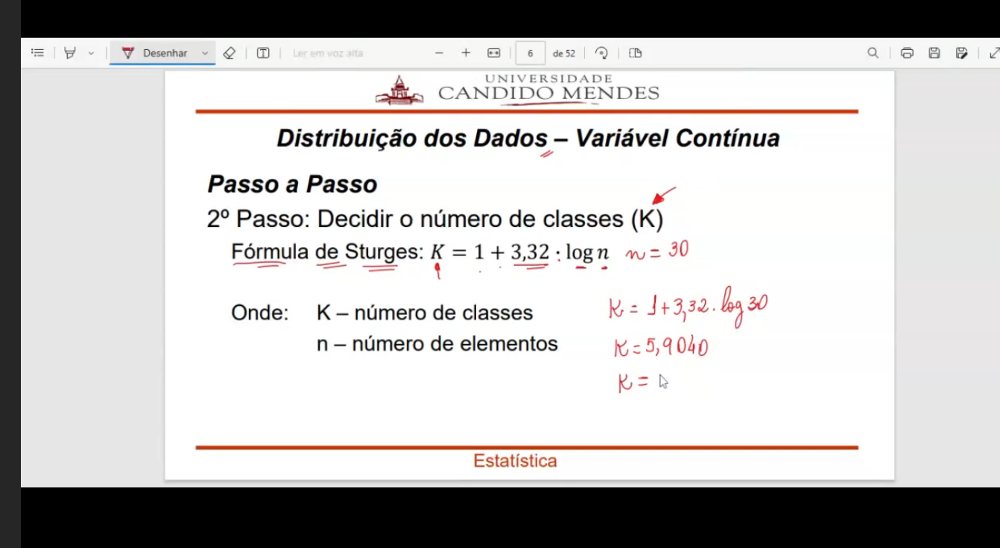 Desenhar
Ler em voz alta
6 de 52
UNIVERSIDADE
CANDIDO MENDES
Distribuição dos Dados – Variável Contínua
Passo a Passo
2º Passo: Decidir o número de classes (K)
Fórmula de Sturges: K = 1 + 3,32 · log n n = 30
Onde: K – número de classes
K = 1+3,32. log 30
n – número de elementos
K = 5,9040
K =
Estatística